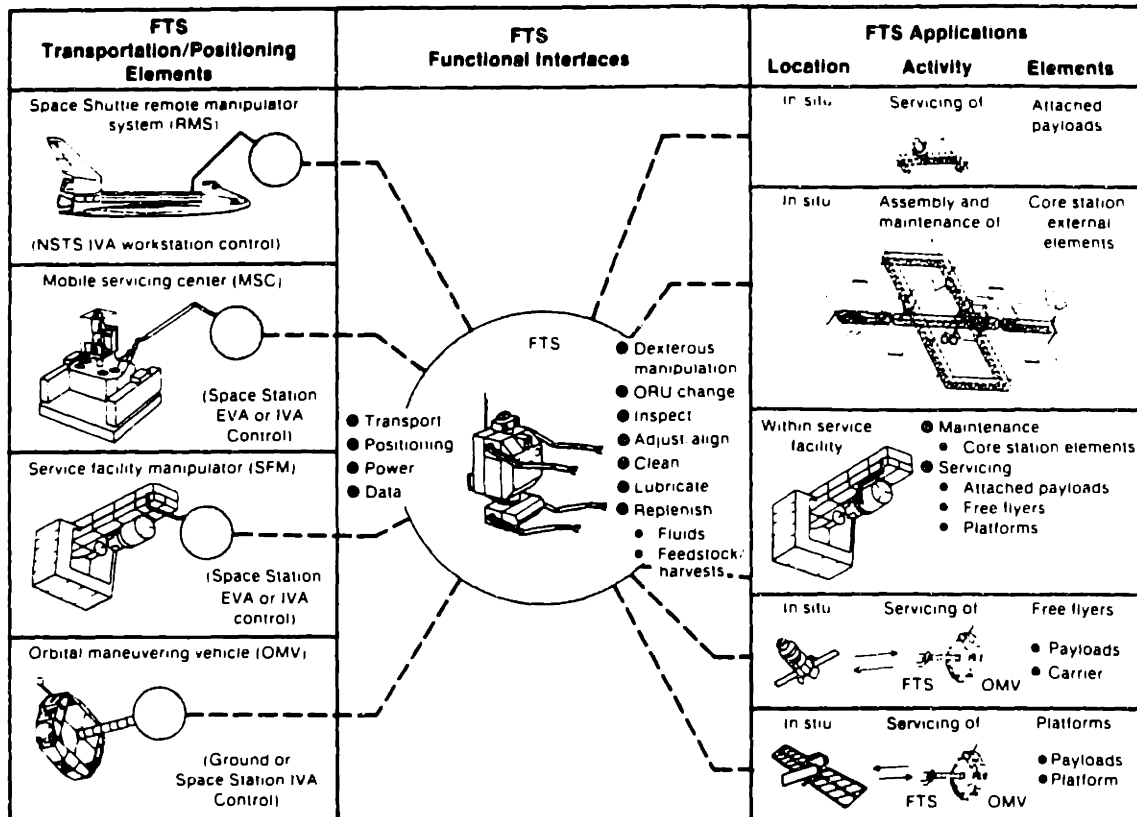 FTS
Transportation/Positioning
Elements
Space Shuttle remote manipulator
system (RMS)
(NSTS IVA workstation control)
Mobile servicing center (MSC)
(Space Station
EVA or IVA
Control)
Service facility manipulator (SFM)
(Space Station
EVA or IVA
control)
Orbital maneuvering vehicle (OMV)
(Ground or
Space Station IVA
Control)
FTS
Functional Interfaces
● Transport
● Positioning
● Power
● Data
FTS
● Dexterous
manipulation
● ORU change
● Inspect
● Adjust align
● Clean
● Lubricate
● Replenish
● Fluids
● Feedstock/
harvests
FTS Applications
Location Activity Elements
In situ Servicing of Attached
payloads
In situ Assembly and Core station
maintenance of external
elements
Within service
facility
● Maintenance
● Core station elements
● Servicing
● Attached payloads
● Free flyers
● Platforms
In situ Servicing of Free flyers
● Payloads
● Carrier
FTS OMV
In situ Servicing of Platforms
● Payloads
● Platform
FTS OMV